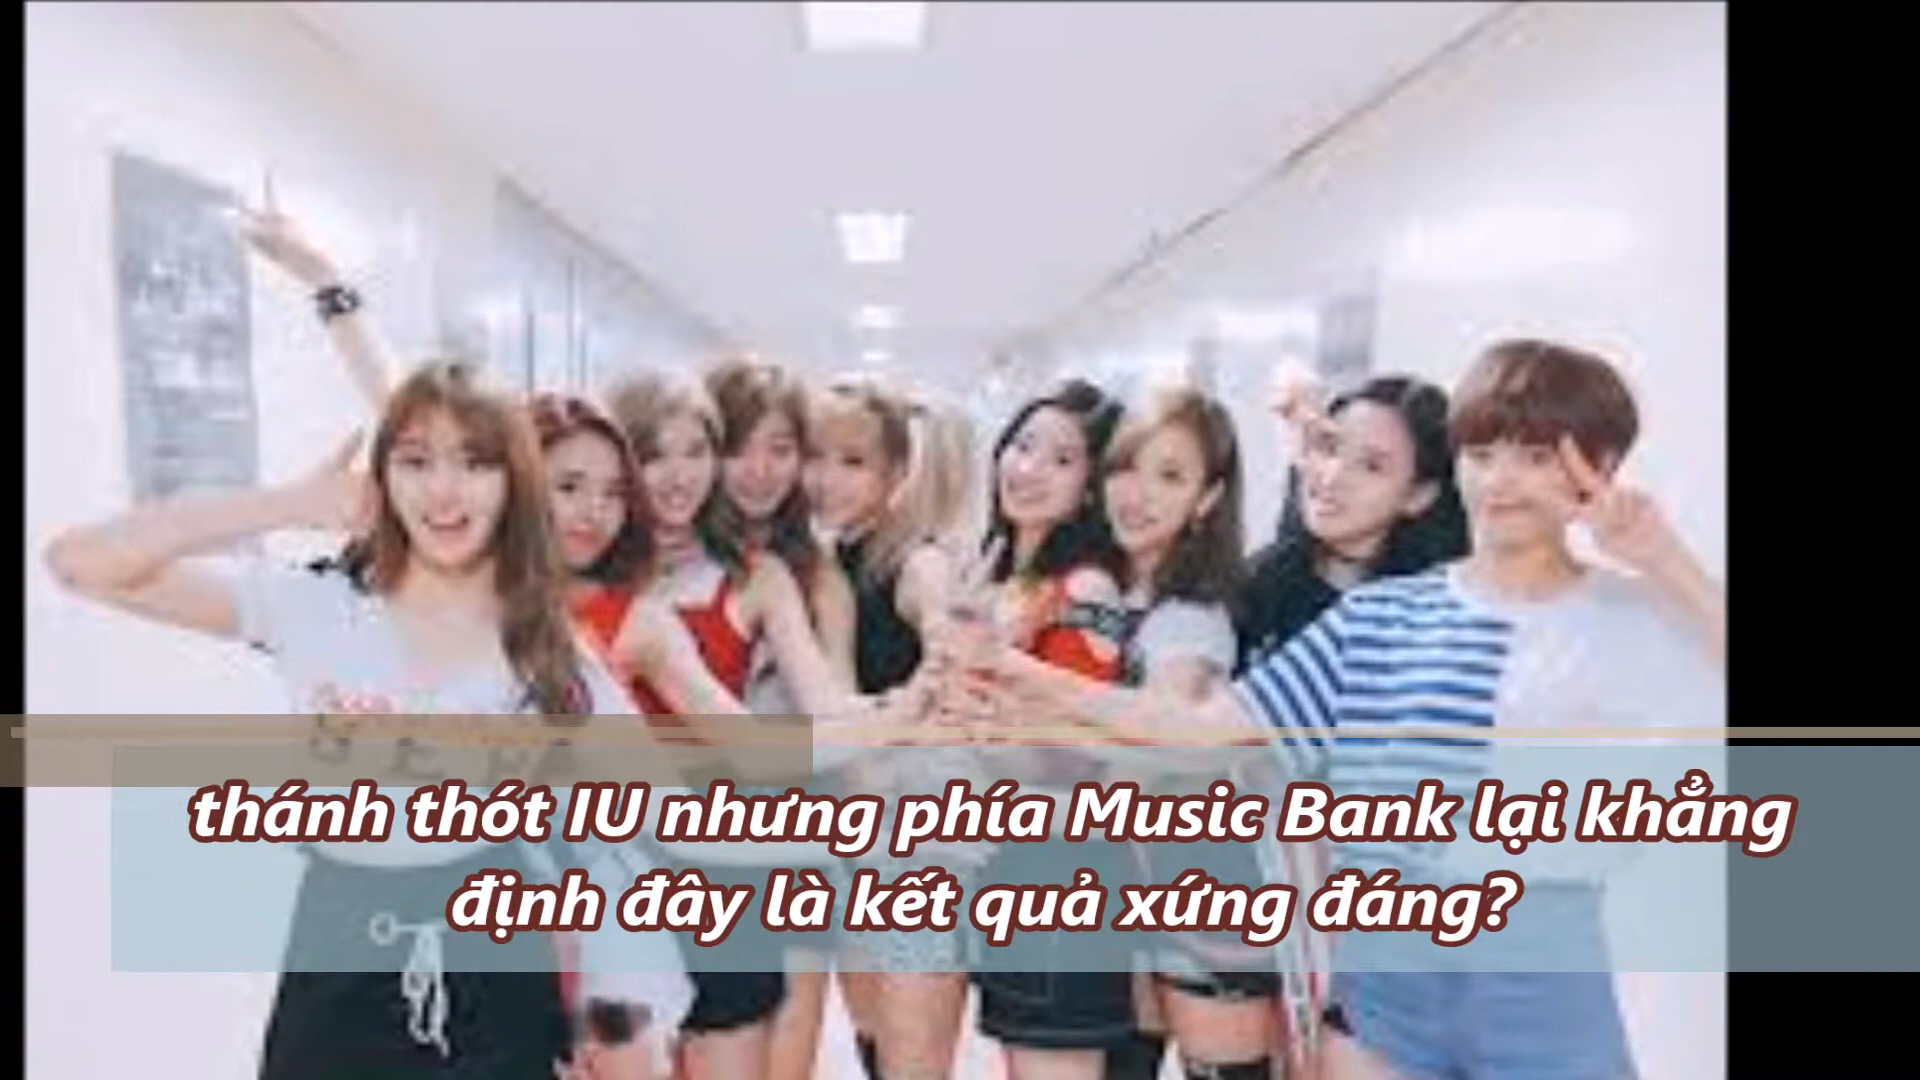 thánh thót IU nhưng phía Music Bank lại khẳng
định đây là kết quả xứng đáng?